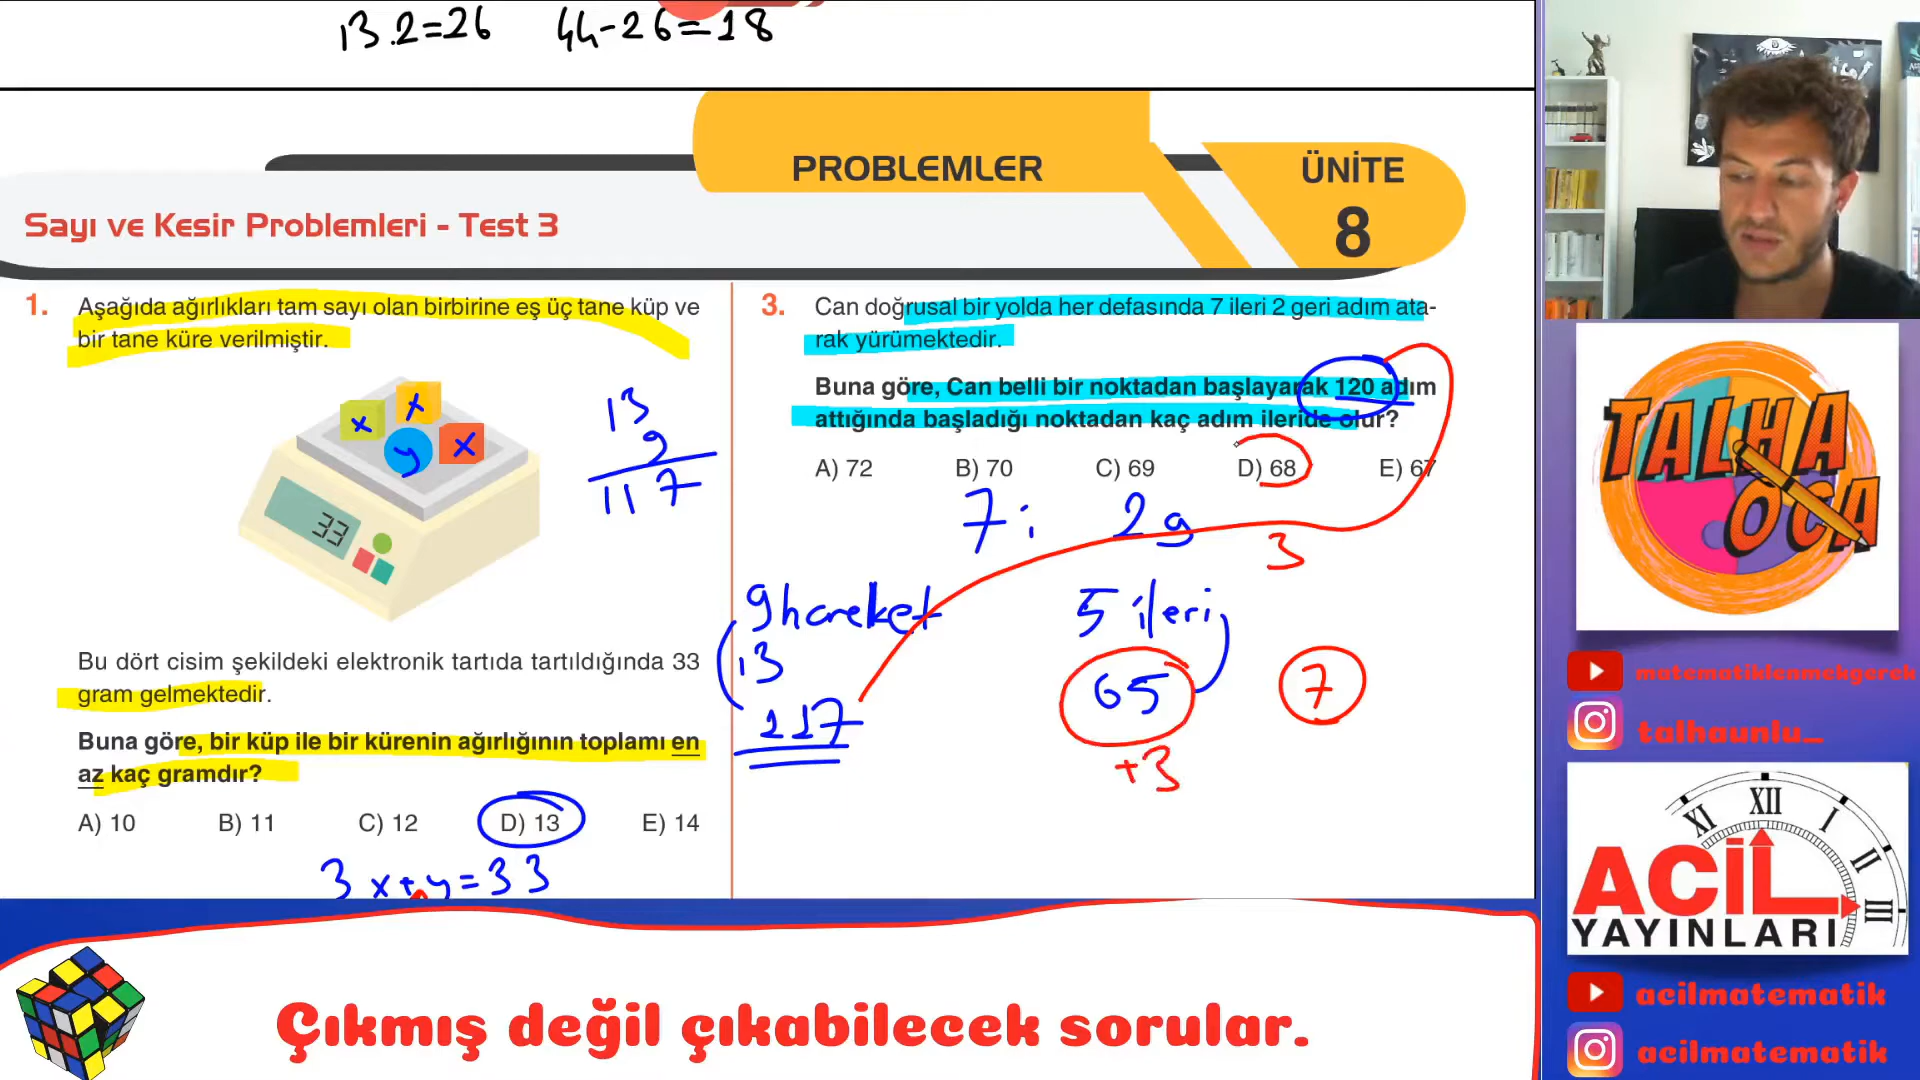 13.2=26 44-26=18
PROBLEMLER
ÜNİTE
8
Sayı ve Kesir Problemleri - Test 3
1. Aşağıda ağırlıkları tam sayı olan birbirine eş üç tane küp ve
bir tane küre verilmiştir.
x x
y x
33
13
9
117
Bu dört cisim şekildeki elektronik tartıda tartıldığında 33
gram gelmektedir.
Buna göre, bir küp ile bir kürenin ağırlığının toplamı en
az kaç gramdır?
A) 10 B) 11 C) 12 D) 13 E) 14
3x+y=33
3. Can doğrusal bir yolda her defasında 7 ileri 2 geri adım ata-
rak yürümektedir.
Buna göre, Can belli bir noktadan başlayarak 120 adım
attığında başladığı noktadan kaç adım ileride olur?
A) 72 B) 70 C) 69 D) 68 E) 67
7i 2g
3
9hareket 5 ileri
13
65 7
117
+3
TALHA
OCA
matematiklenmekgerek
talhaunlu_
XI XII I II III
ACİL
YAYINLARI
acilmatematik
acilmatematik
Çıkmış değil çıkabilecek sorular.